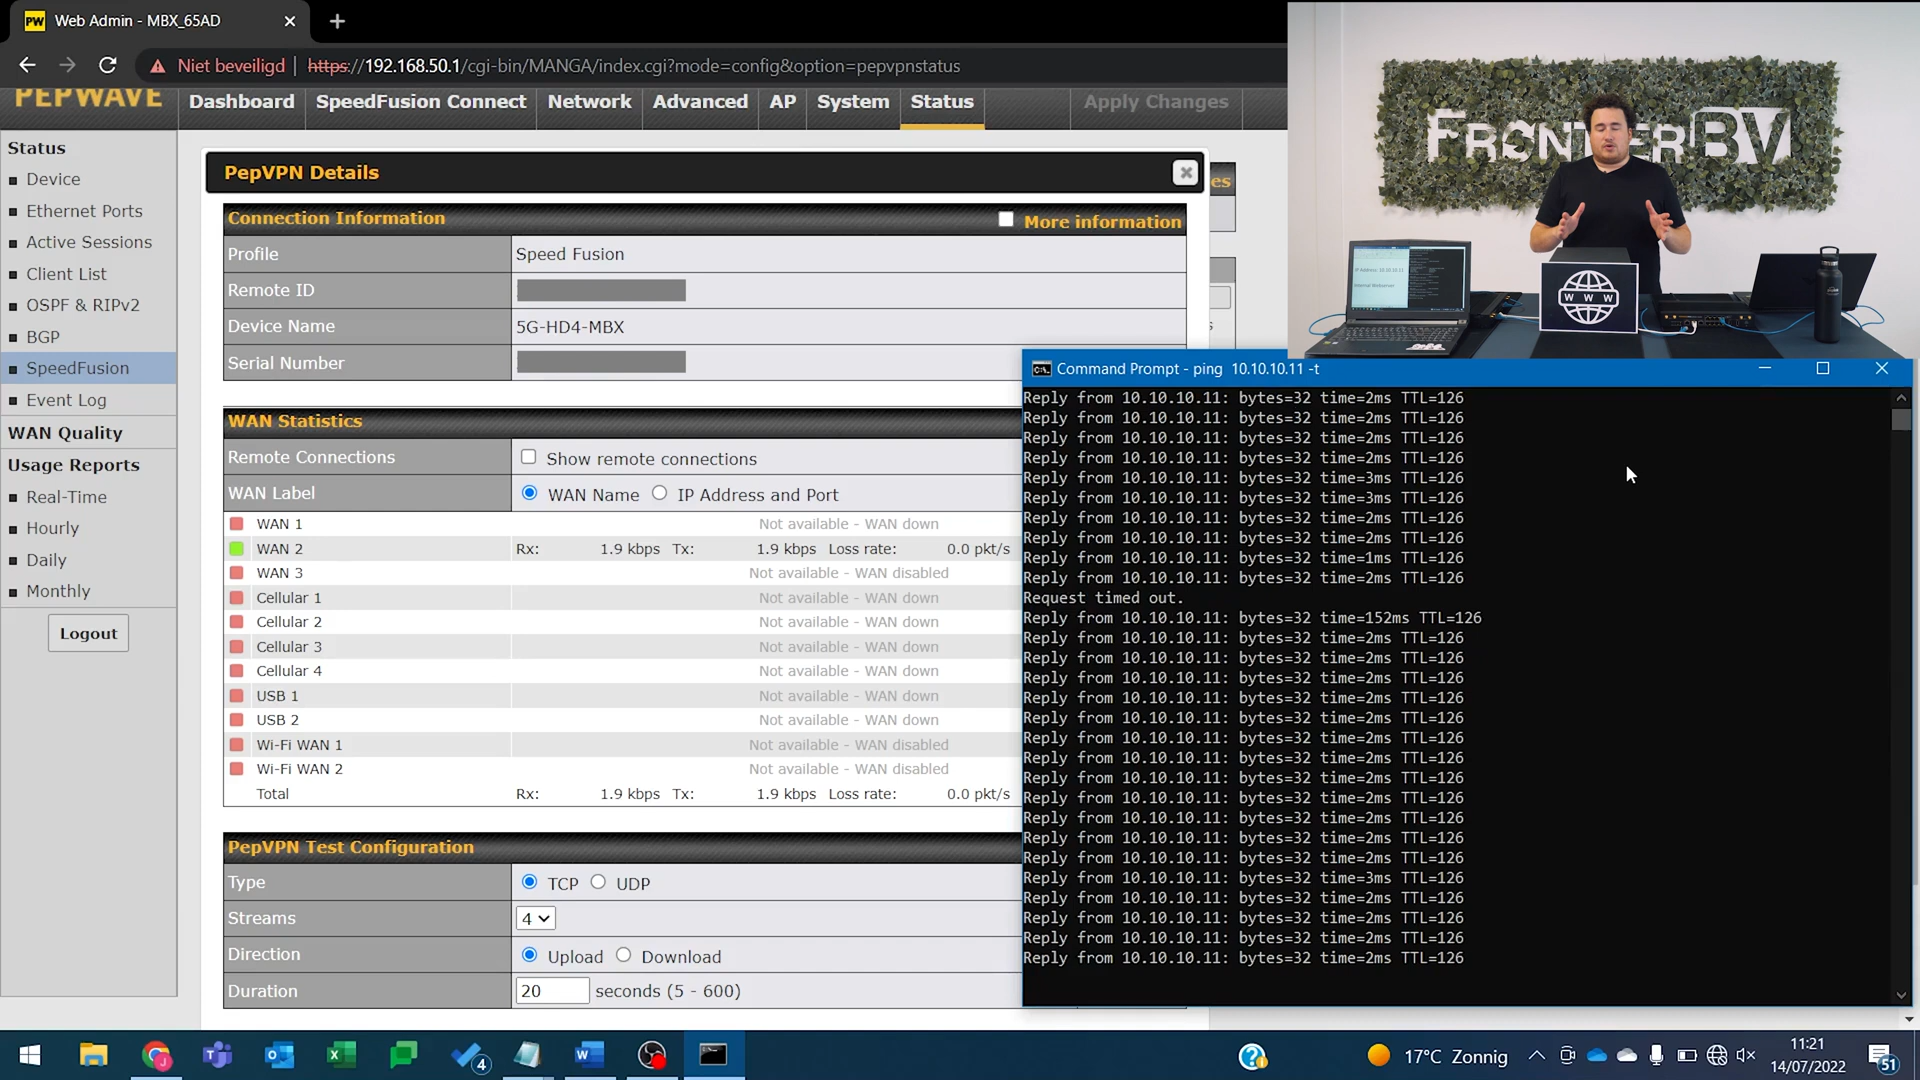 Web Admin - MBX_65AD
Niet beveiligd | https://192.168.50.1/cgi-bin/MANGA/index.cgi?mode=config&option=pepvpnstatus
PEPWAVE
Dashboard SpeedFusion Connect Network Advanced AP System Status Apply Changes
Status
Device
Ethernet Ports
Active Sessions
Client List
OSPF & RIPv2
BGP
SpeedFusion
Event Log
WAN Quality
Usage Reports
Real-Time
Hourly
Daily
Monthly
Logout
PepVPN Details
es
Connection Information More information
Profile Speed Fusion
Remote ID
Device Name 5G-HD4-MBX
Serial Number
WAN Statistics
Remote Connections Show remote connections
WAN Label WAN Name IP Address and Port
WAN 1 Not available - WAN down
WAN 2 Rx: 1.9 kbps Tx: 1.9 kbps Loss rate: 0.0 pkt/s
WAN 3 Not available - WAN disabled
Cellular 1 Not available - WAN down
Cellular 2 Not available - WAN down
Cellular 3 Not available - WAN down
Cellular 4 Not available - WAN down
USB 1 Not available - WAN down
USB 2 Not available - WAN down
Wi-Fi WAN 1 Not available - WAN disabled
Wi-Fi WAN 2 Not available - WAN disabled
Total Rx: 1.9 kbps Tx: 1.9 kbps Loss rate: 0.0 pkt/s
PepVPN Test Configuration
Type TCP UDP
Streams 4
Direction Upload Download
Duration 20 seconds (5 - 600)
FRONTIERBV
IP Address: 10.10.10.11
Internal Webserver
WWW
Command Prompt - ping 10.10.10.11 -t
Reply from 10.10.10.11: bytes=32 time=2ms TTL=126
Reply from 10.10.10.11: bytes=32 time=2ms TTL=126
Reply from 10.10.10.11: bytes=32 time=2ms TTL=126
Reply from 10.10.10.11: bytes=32 time=2ms TTL=126
Reply from 10.10.10.11: bytes=32 time=3ms TTL=126
Reply from 10.10.10.11: bytes=32 time=3ms TTL=126
Reply from 10.10.10.11: bytes=32 time=2ms TTL=126
Reply from 10.10.10.11: bytes=32 time=2ms TTL=126
Reply from 10.10.10.11: bytes=32 time=1ms TTL=126
Reply from 10.10.10.11: bytes=32 time=2ms TTL=126
Request timed out.
Reply from 10.10.10.11: bytes=32 time=152ms TTL=126
Reply from 10.10.10.11: bytes=32 time=2ms TTL=126
Reply from 10.10.10.11: bytes=32 time=2ms TTL=126
Reply from 10.10.10.11: bytes=32 time=2ms TTL=126
Reply from 10.10.10.11: bytes=32 time=2ms TTL=126
Reply from 10.10.10.11: bytes=32 time=2ms TTL=126
Reply from 10.10.10.11: bytes=32 time=2ms TTL=126
Reply from 10.10.10.11: bytes=32 time=2ms TTL=126
Reply from 10.10.10.11: bytes=32 time=2ms TTL=126
Reply from 10.10.10.11: bytes=32 time=2ms TTL=126
Reply from 10.10.10.11: bytes=32 time=2ms TTL=126
Reply from 10.10.10.11: bytes=32 time=2ms TTL=126
Reply from 10.10.10.11: bytes=32 time=2ms TTL=126
Reply from 10.10.10.11: bytes=32 time=3ms TTL=126
Reply from 10.10.10.11: bytes=32 time=2ms TTL=126
Reply from 10.10.10.11: bytes=32 time=2ms TTL=126
Reply from 10.10.10.11: bytes=32 time=2ms TTL=126
Reply from 10.10.10.11: bytes=32 time=2ms TTL=126
4
17°C Zonnig
11:21
14/07/2022
51